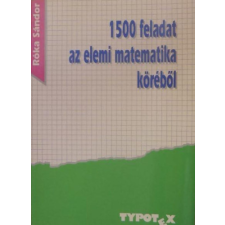 Róka Sándor
1500 feladat
az elemi matematika
köréből
TYPOTEX